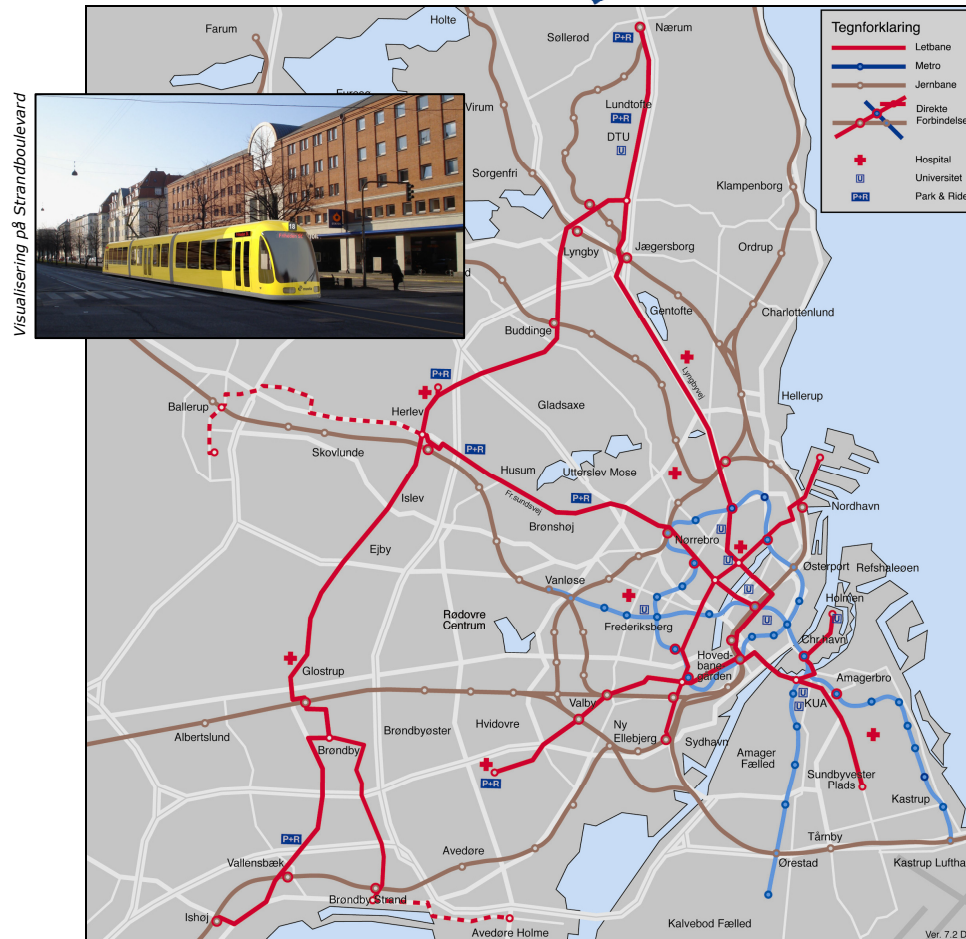 Visualisering på Strandboulevard
Farum
Holte
Søllerød
Nærum
P+R
Tegnforklaring
Letbane
Metro
Jernbane
Direkte
Forbindelse
Hospital
U
Universitet
P+R
Park & Ride
Virum
Lundtofte
P+R
DTU
U
Sorgenfri
Klampenborg
Lyngby
Jægersborg
Ordrup
Gentofte
Charlottenlund
Buddinge
Lyngbyvej
P+R
Hellerup
Ballerup
Herlev
Gladsaxe
Skovlunde
P+R
Husum
Utterslev Mose
Islev
Fr.sundsvej
P+R
Nordhavn
Brønshøj
Ejby
Nørrebro
U
U
Østerport
Refshaleøen
Vanløse
Holmen
Rødovre
Centrum
U
Frederiksberg
U
U
Chr.havn
Hoved-
bane-
gården
Glostrup
Amagerbro
Valby
U
KUA
U
Albertslund
Brøndby
Brøndbyøster
Hvidovre
Ny
Ellebjerg
Sydhavn
Amager
Fælled
P+R
Sundbyvester
Plads
Kastrup
P+R
Tårnby
Vallensbæk
Avedøre
Ørestad
Kastrup Luftha
Ishøj
Brøndby Strand
Avedøre Holme
Kalvebod Fælled
Ver. 7.2 D